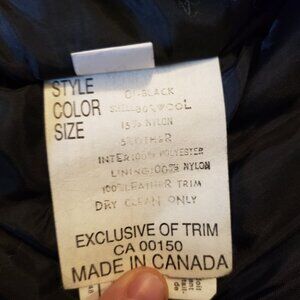 STYLE
COLOR 01-BLACK
SIZE SHELL 80% WOOL
15% NYLON
5% OTHER
INTER:100% POLYESTER
LINING:100% NYLON
100% LEATHER TRIM
DRY CLEAN ONLY
EXCLUSIVE OF TRIM
CA 00150
MADE IN CANADA